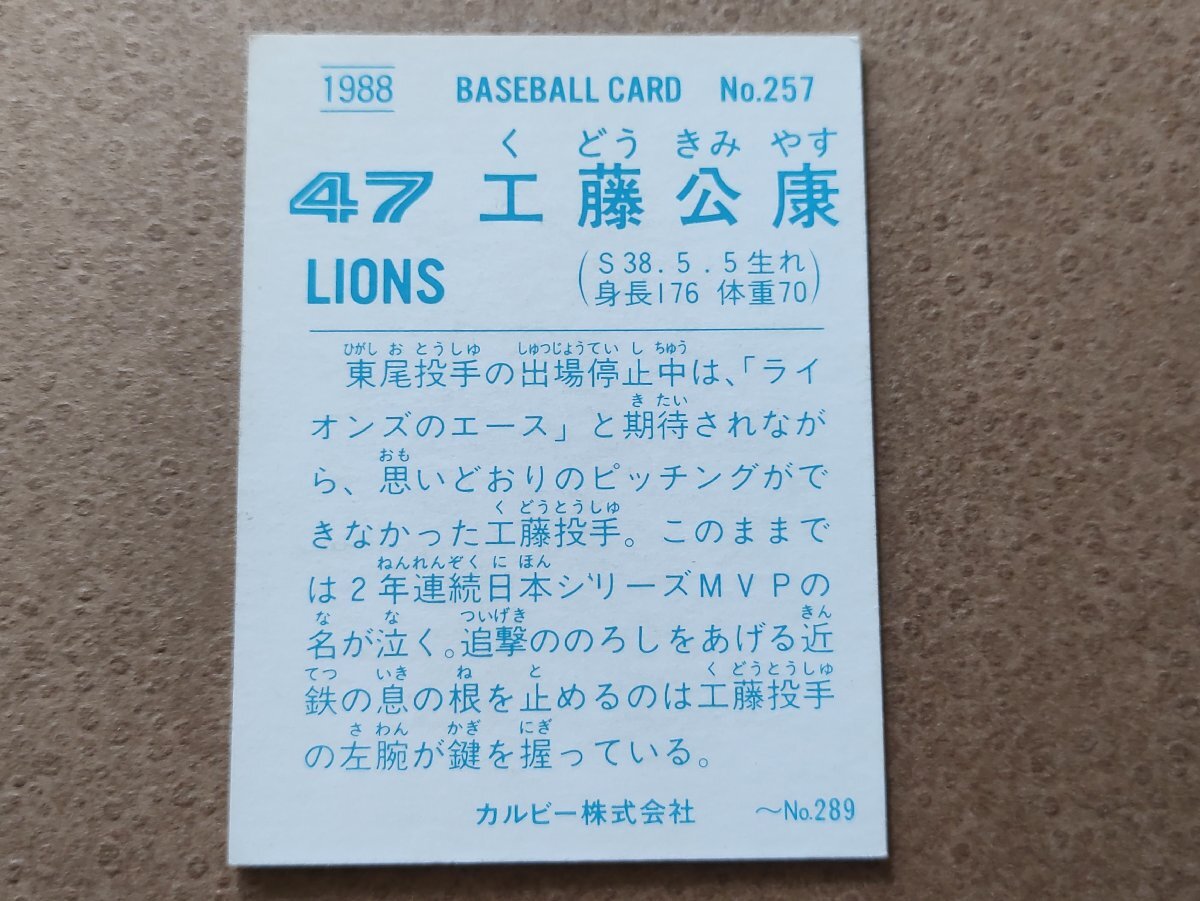 1988 BASEBALL CARD No.257
く どう きみ やす
47 工藤公康
LIONS
(S38.5.5生れ
身長176 体重70)
ひがし お とうしゅ しゅつじょうてい し ちゅう
東尾投手の出場停止中は、「ライ
き たい
オンズのエース」と期待されなが
おも
ら、思いどおりのピッチングがで
く どうとうしゅ
きなかった工藤投手。このままで
ねんれんぞく に ほん
は2年連続日本シリーズMVPの
な な ついげき きん
名が泣く。追撃ののろしをあげる近
てつ いき ね と く どうとうしゅ
鉄の息の根を止めるのは工藤投手
さ わん かぎ にぎ
の左腕が鍵を握っている。
カルビー株式会社 〜No.289